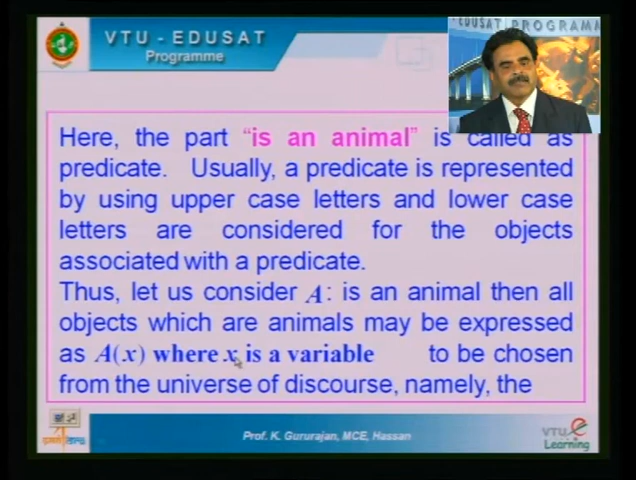 VTU - EDUSAT
Programme
EDUSAT PROGRAMM
Here, the part "is an animal" is called as
predicate. Usually, a predicate is represented
by using upper case letters and lower case
letters are considered for the objects
associated with a predicate.
Thus, let us consider A: is an animal then all
objects which are animals may be expressed
as A(x) where x is a variable to be chosen
from the universe of discourse, namely, the
Prof. K. Gururajan, MCE, Hassan
VTU e
Learning